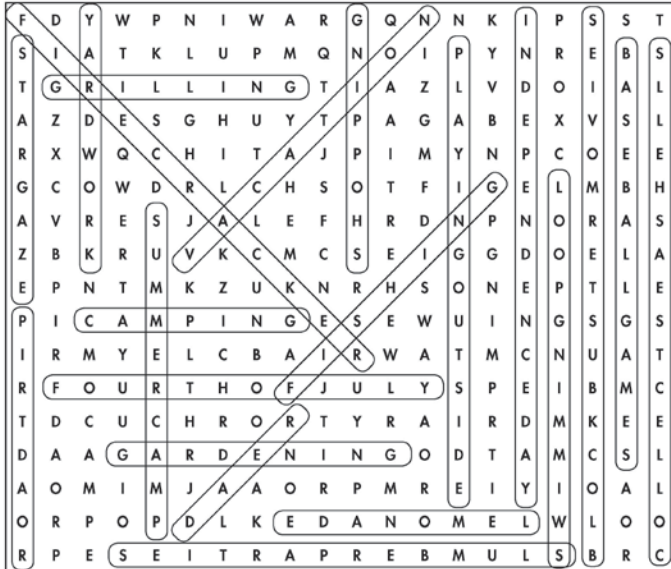 F D Y W P N I W A R G Q N N K I P S S T
S I A T K L U P M Q N O I P Y N R E B S
T G R I L L I N G T I A Z L V D O I A L
A Z D E S G H U Y T P A G A B E X V S L
R X W Q C H I T A J P I M Y N P C O E E
G C O W D R L C H S O T F I G E L M B H
A V R E S J A L E F H R D N P N O R A S
Z B K R U V K C M C S E I G G D O E L A
E P N T M K Z U K N R H S O N E P T L E
P I C A M P I N G E S E W U I N G S G S
I R M Y E L C B A I R W A T M C N U A T
R F O U R T H O F J U L Y S P E I B M C
T D C U C H R O R T Y R A I R D M K E E
D A A G A R D E N I N G O D T A M C S L
A O M I M J A A O R P M R E I Y I O A L
O R P O P D L K E D A N O M E L W L O O
R P E S E I T R A P R E B M U L S B R C